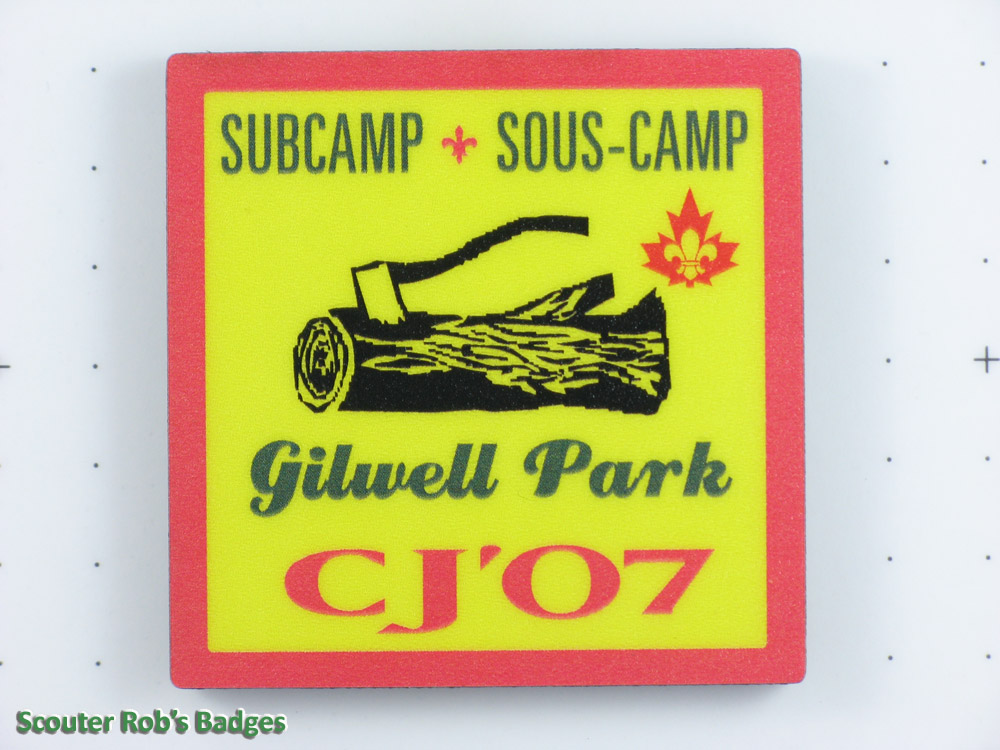 SUBCAMP SOUS-CAMP
Gilwell Park
CJ'07
Scouter Rob's Badges